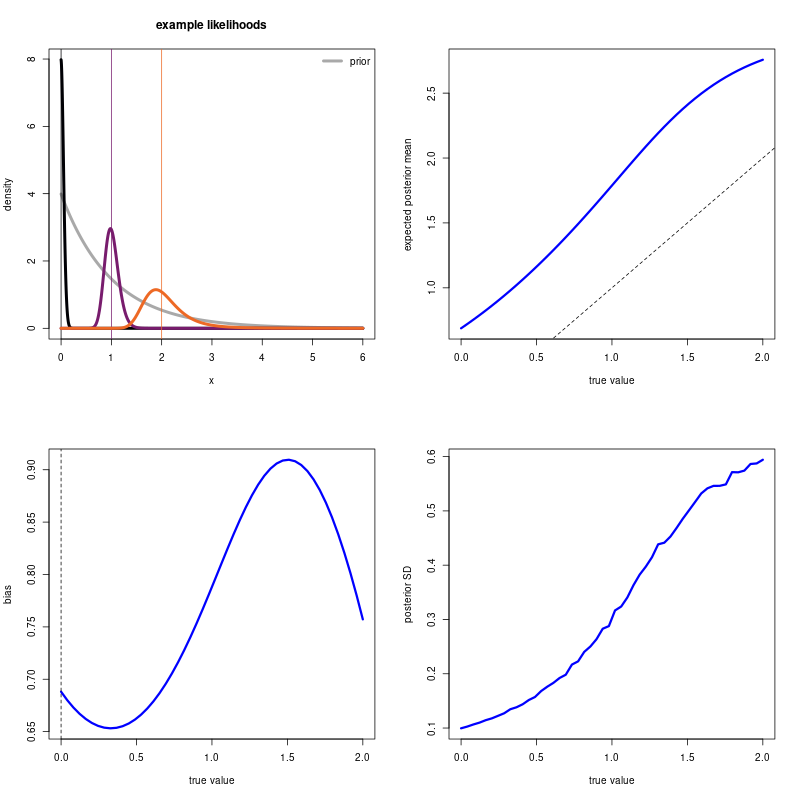 example likelihoods
prior
density
0 2 4 6 8
0 1 2 3 4 5 6
x
expected posterior mean
1.0 1.5 2.0 2.5
0.0 0.5 1.0 1.5 2.0
true value
bias
0.65 0.70 0.75 0.80 0.85 0.90
0.0 0.5 1.0 1.5 2.0
true value
posterior SD
0.1 0.2 0.3 0.4 0.5 0.6
0.0 0.5 1.0 1.5 2.0
true value